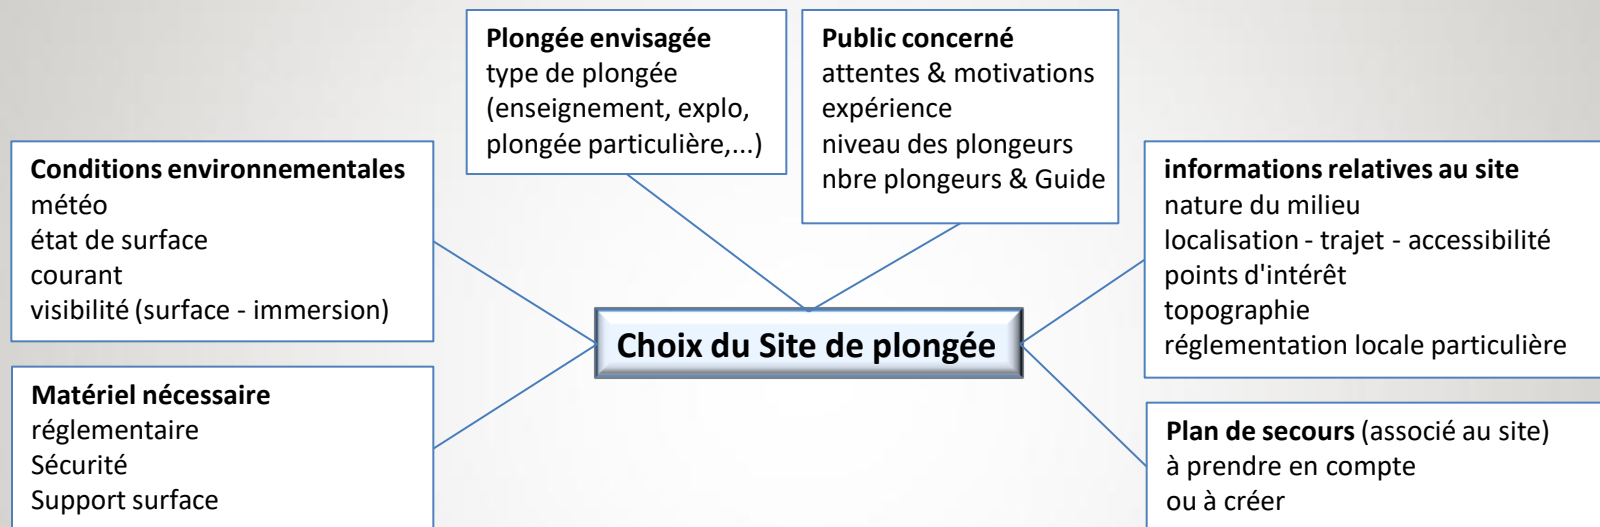 Plongée envisagée
type de plongée
(enseignement, explo,
plongée particulière,...)
Public concerné
attentes & motivations
expérience
niveau des plongeurs
nbre plongeurs & Guide
Conditions environnementales
météo
état de surface
courant
visibilité (surface - immersion)
informations relatives au site
nature du milieu
localisation - trajet - accessibilité
points d'intérêt
topographie
réglementation locale particulière
Choix du Site de plongée
Matériel nécessaire
réglementaire
Sécurité
Support surface
Plan de secours (associé au site)
à prendre en compte
ou à créer